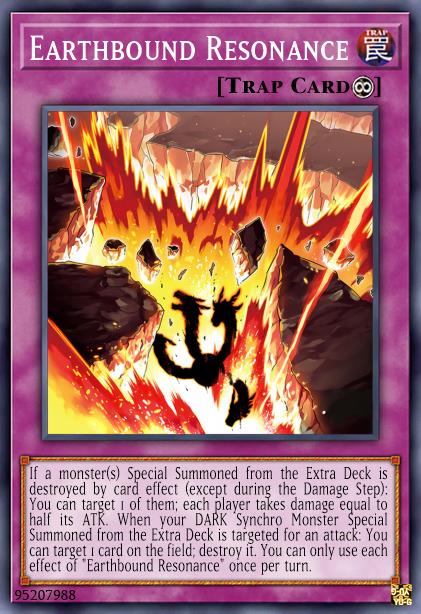 EARTHBOUND RESONANCE
TRAP
罠
[TRAP CARD]
If a monster(s) Special Summoned from the Extra Deck is
destroyed by card effect (except during the Damage Step):
You can target 1 of them; each player takes damage equal to
half its ATK. When your DARK Synchro Monster Special
Summoned from the Extra Deck is targeted for an attack: You
can target 1 card on the field; destroy it. You can only use each
effect of "Earthbound Resonance" once per turn.
95207988